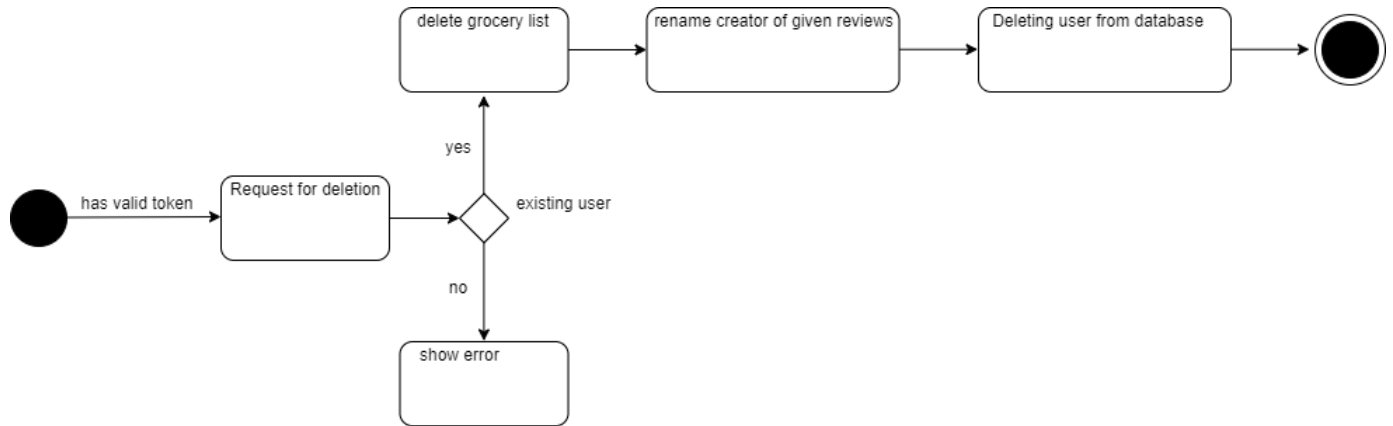 delete grocery list
rename creator of given reviews
Deleting user from database
yes
has valid token
Request for deletion
existing user
no
show error